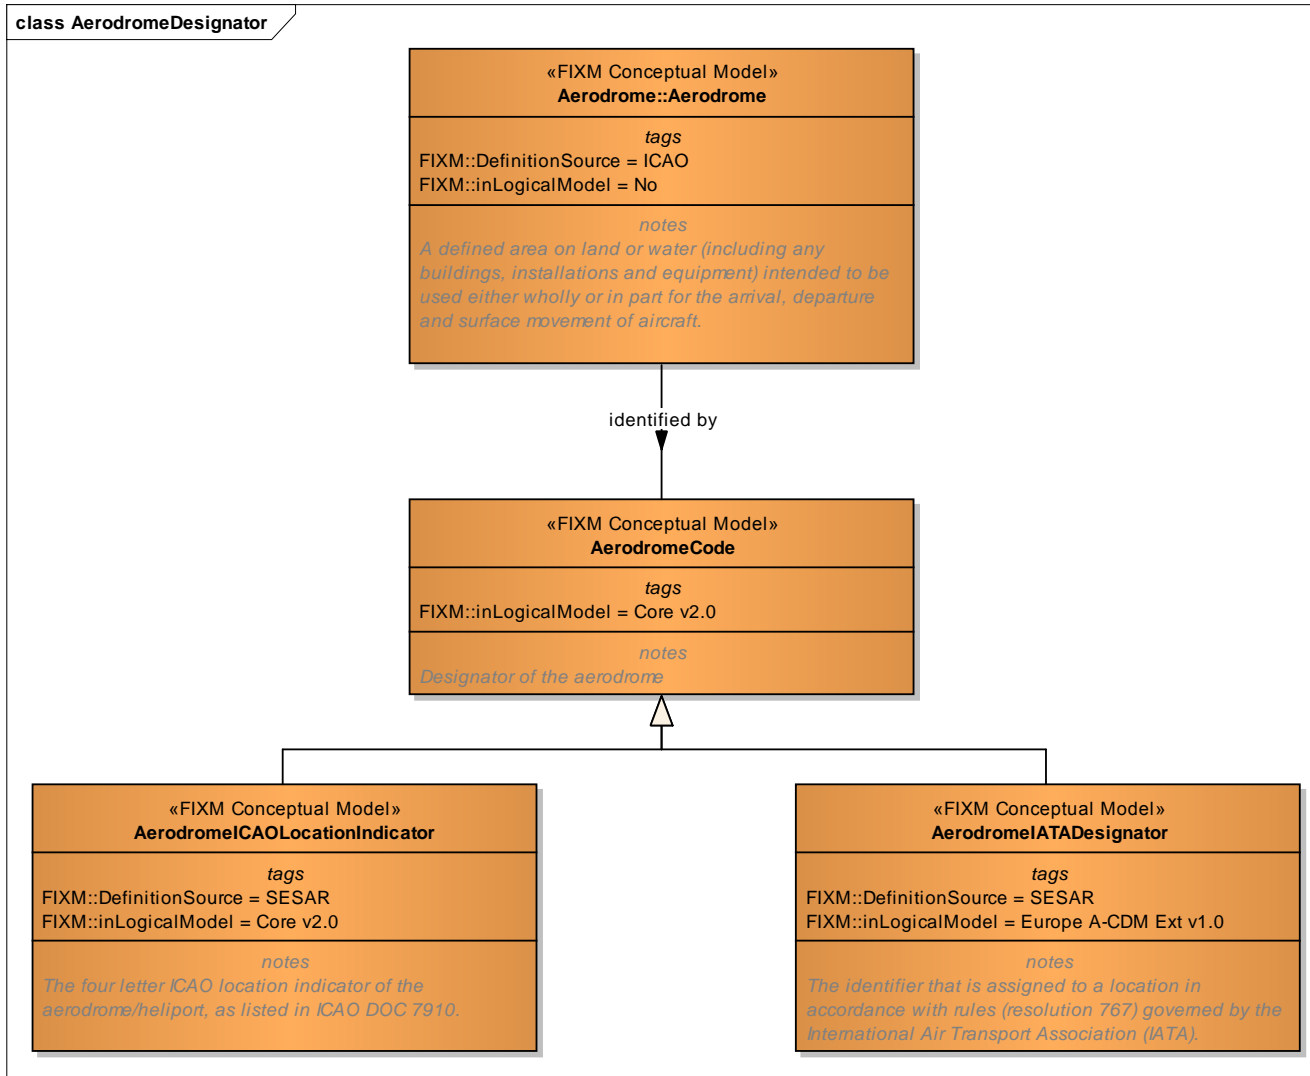 class AerodromeDesignator
«FIXM Conceptual Model»
Aerodrome::Aerodrome
tags
FIXM::DefinitionSource = ICAO
FIXM::inLogicalModel = No
notes
A defined area on land or water (including any
buildings, installations and equipment) intended to be
used either wholly or in part for the arrival, departure
and surface movement of aircraft.
identified by
«FIXM Conceptual Model»
AerodromeCode
tags
FIXM::inLogicalModel = Core v2.0
notes
Designator of the aerodrome
«FIXM Conceptual Model»
AerodromeICAOLocationIndicator
tags
FIXM::DefinitionSource = SESAR
FIXM::inLogicalModel = Core v2.0
notes
The four letter ICAO location indicator of the
aerodrome/heliport, as listed in ICAO DOC 7910.
«FIXM Conceptual Model»
AerodromeIATADesignator
tags
FIXM::DefinitionSource = SESAR
FIXM::inLogicalModel = Europe A-CDM Ext v1.0
notes
The identifier that is assigned to a location in
accordance with rules (resolution 767) governed by the
International Air Transport Association (IATA).